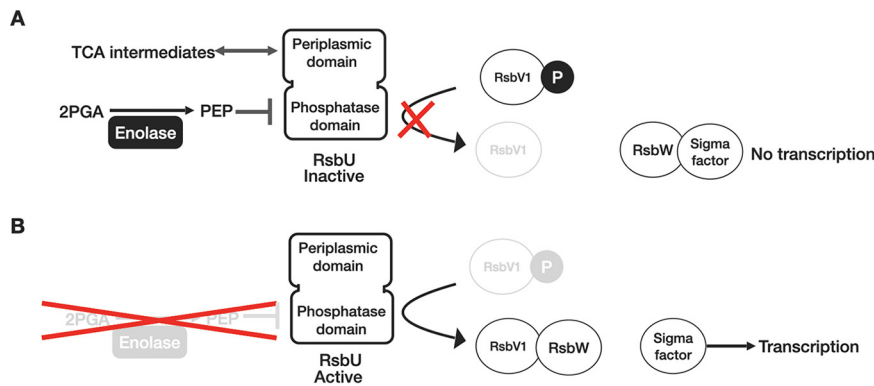 A
TCA intermediates
Periplasmic
domain
RsbV1
P
2PGA
PEP
Enolase
Phosphatase
domain
RsbV1
RsbW
Sigma
factor
No transcription
RsbU
Inactive
B
Periplasmic
domain
RsbV1
P
2PGA
PEP
Enolase
Phosphatase
domain
RsbV1
RsbW
Sigma
factor
Transcription
RsbU
Active